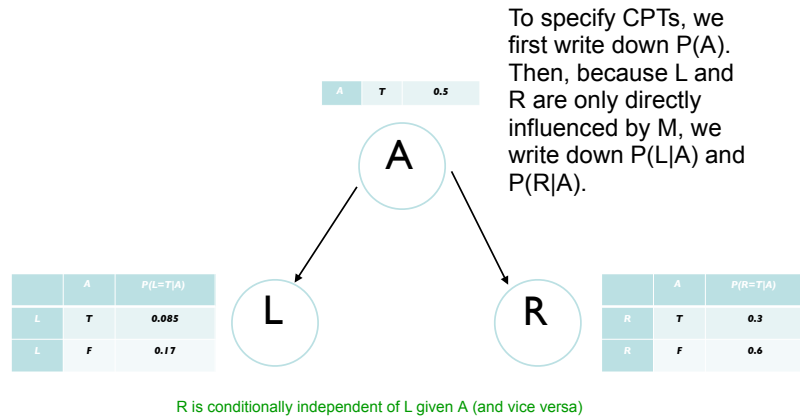 To specify CPTs, we
first write down P(A).
Then, because L and
R are only directly
influenced by M, we
write down P(L|A) and
P(R|A).
A T 0.5
A
L
R
A P(L=T|A)
L T 0.085
L F 0.17
A P(R=T|A)
R T 0.3
R F 0.6
R is conditionally independent of L given A (and vice versa)